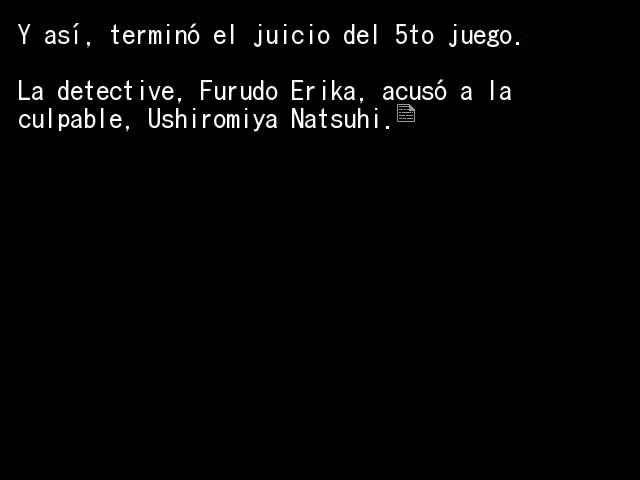 Y así, terminó el juicio del 5to juego.
La detective, Furudo Erika, acusó a la
culpable, Ushiromiya Natsuhi.